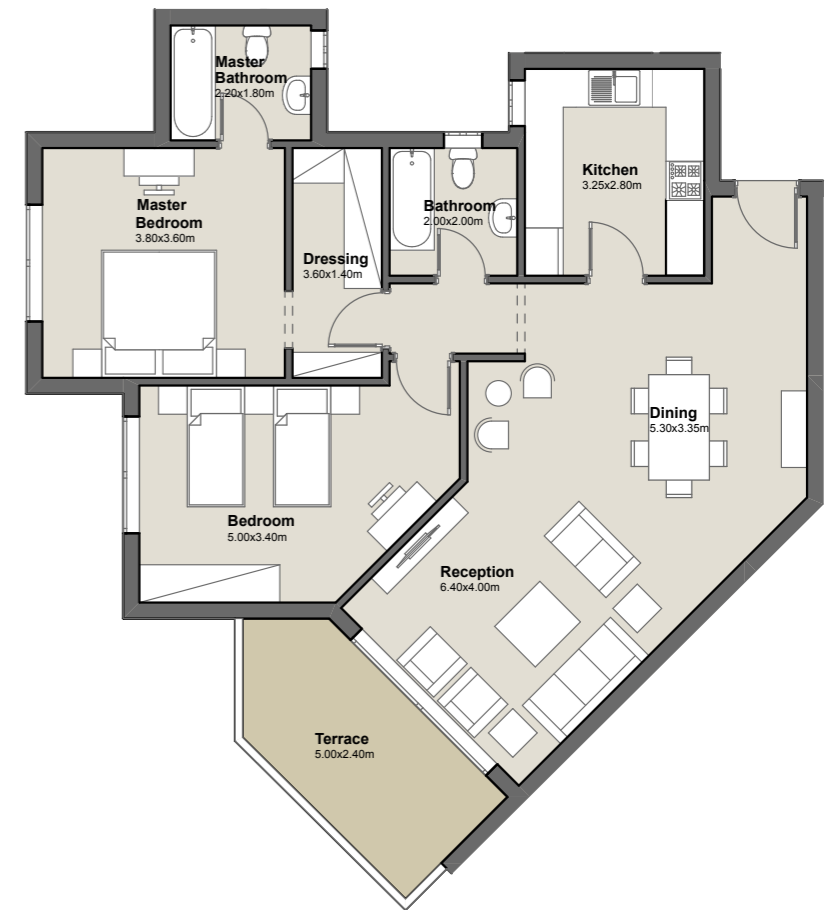 Master
Bathroom
2.20x1.80m
Kitchen
3.25x2.80m
Master
Bedroom
3.80x3.60m
Bathroom
2.00x2.00m
Dressing
3.60x1.40m
Dining
5.30x3.35m
Bedroom
5.00x3.40m
Reception
6.40x4.00m
Terrace
5.00x2.40m